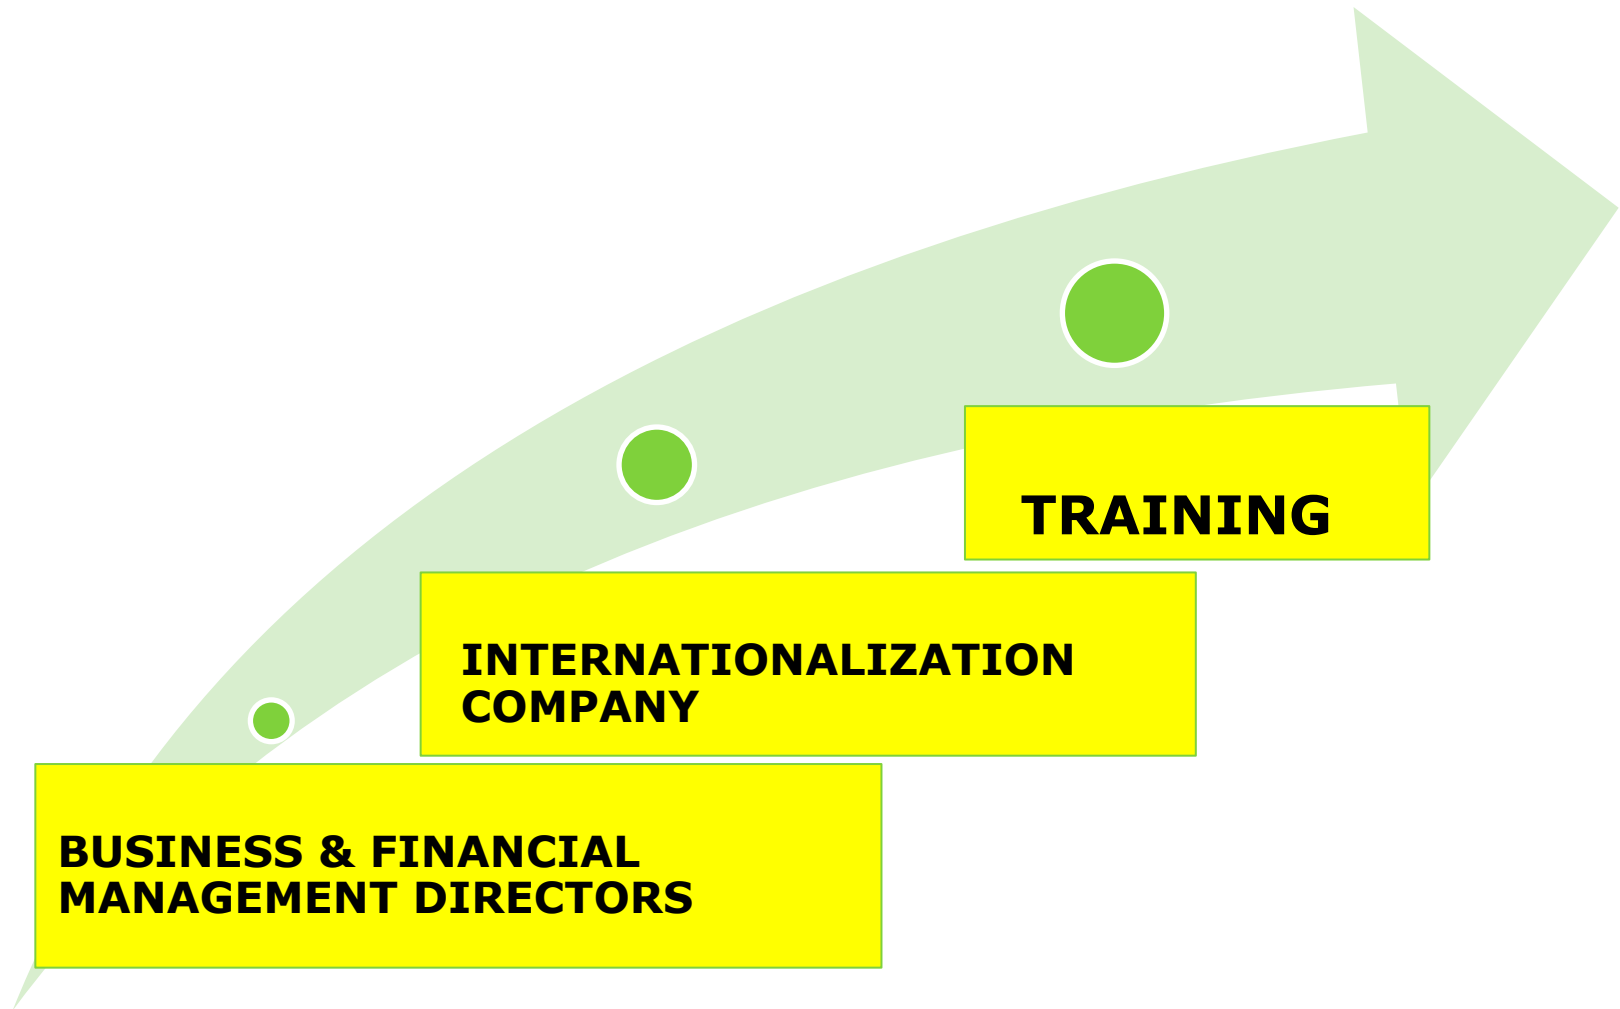 TRAINING
INTERNATIONALIZATION
COMPANY
BUSINESS & FINANCIAL
MANAGEMENT DIRECTORS